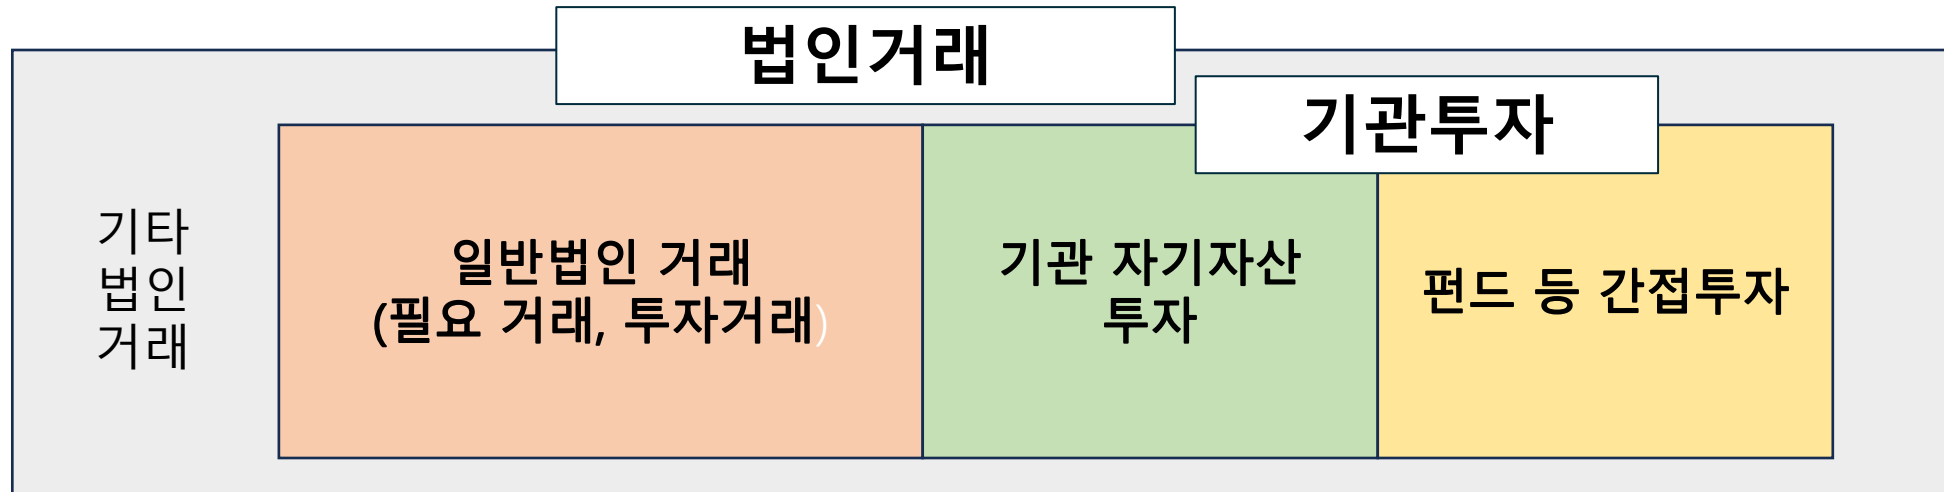 법인거래
기관투자
기타
법인
거래
일반법인 거래
(필요 거래, 투자거래)
기관 자기자산
투자
펀드 등 간접투자